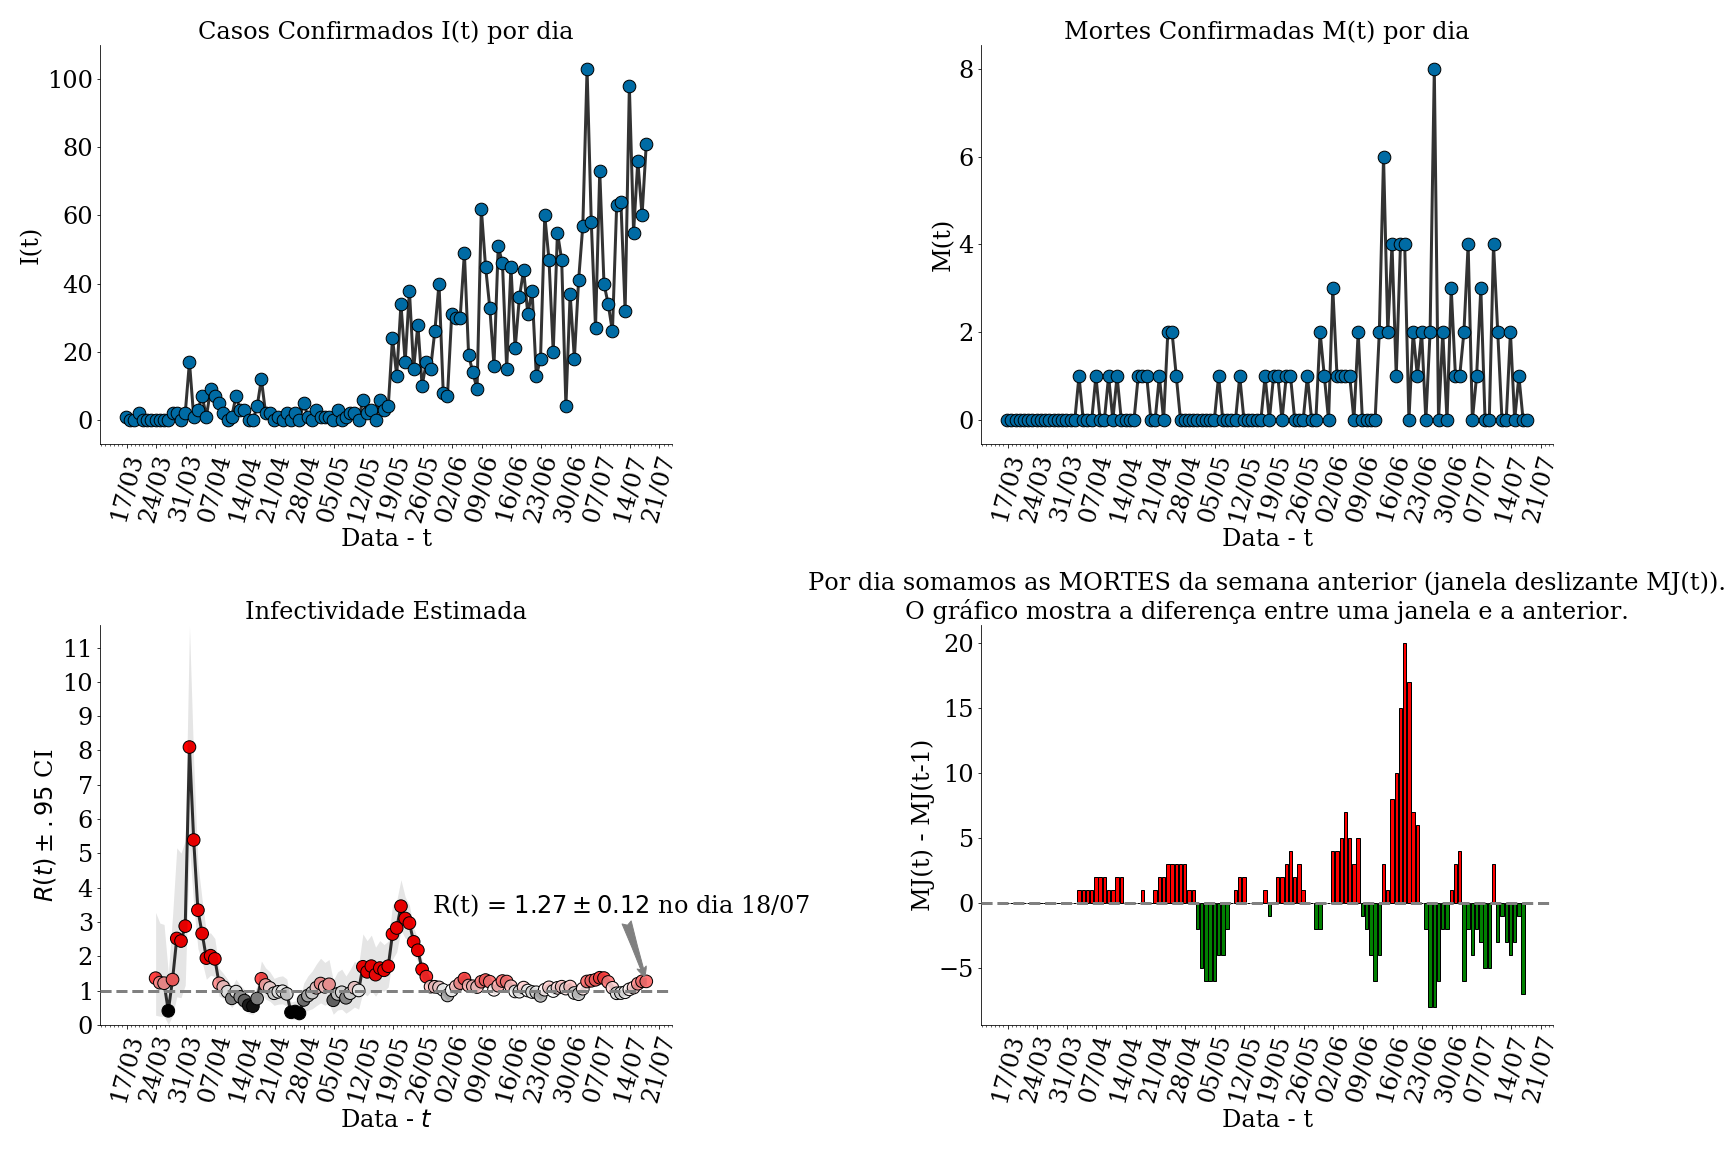 Casos Confirmados I(t) por dia
I(t)
100
80
60
40
20
0
17/03 24/03 31/03 07/04 14/04 21/04 28/04 05/05 12/05 19/05 26/05 02/06 09/06 16/06 23/06 30/06 07/07 14/07 21/07
Data - t
Mortes Confirmadas M(t) por dia
M(t)
8
6
4
2
0
17/03 24/03 31/03 07/04 14/04 21/04 28/04 05/05 12/05 19/05 26/05 02/06 09/06 16/06 23/06 30/06 07/07 14/07 21/07
Data - t
Infectividade Estimada
R(t) ± .95 CI
11
10
9
8
7
6
5
4
3
2
1
0
R(t) = 1.27 ± 0.12 no dia 18/07
17/03 24/03 31/03 07/04 14/04 21/04 28/04 05/05 12/05 19/05 26/05 02/06 09/06 16/06 23/06 30/06 07/07 14/07 21/07
Data - t
Por dia somamos as MORTES da semana anterior (janela deslizante MJ(t)).
O gráfico mostra a diferença entre uma janela e a anterior.
MJ(t) - MJ(t-1)
20
15
10
5
0
−5
17/03 24/03 31/03 07/04 14/04 21/04 28/04 05/05 12/05 19/05 26/05 02/06 09/06 16/06 23/06 30/06 07/07 14/07 21/07
Data - t